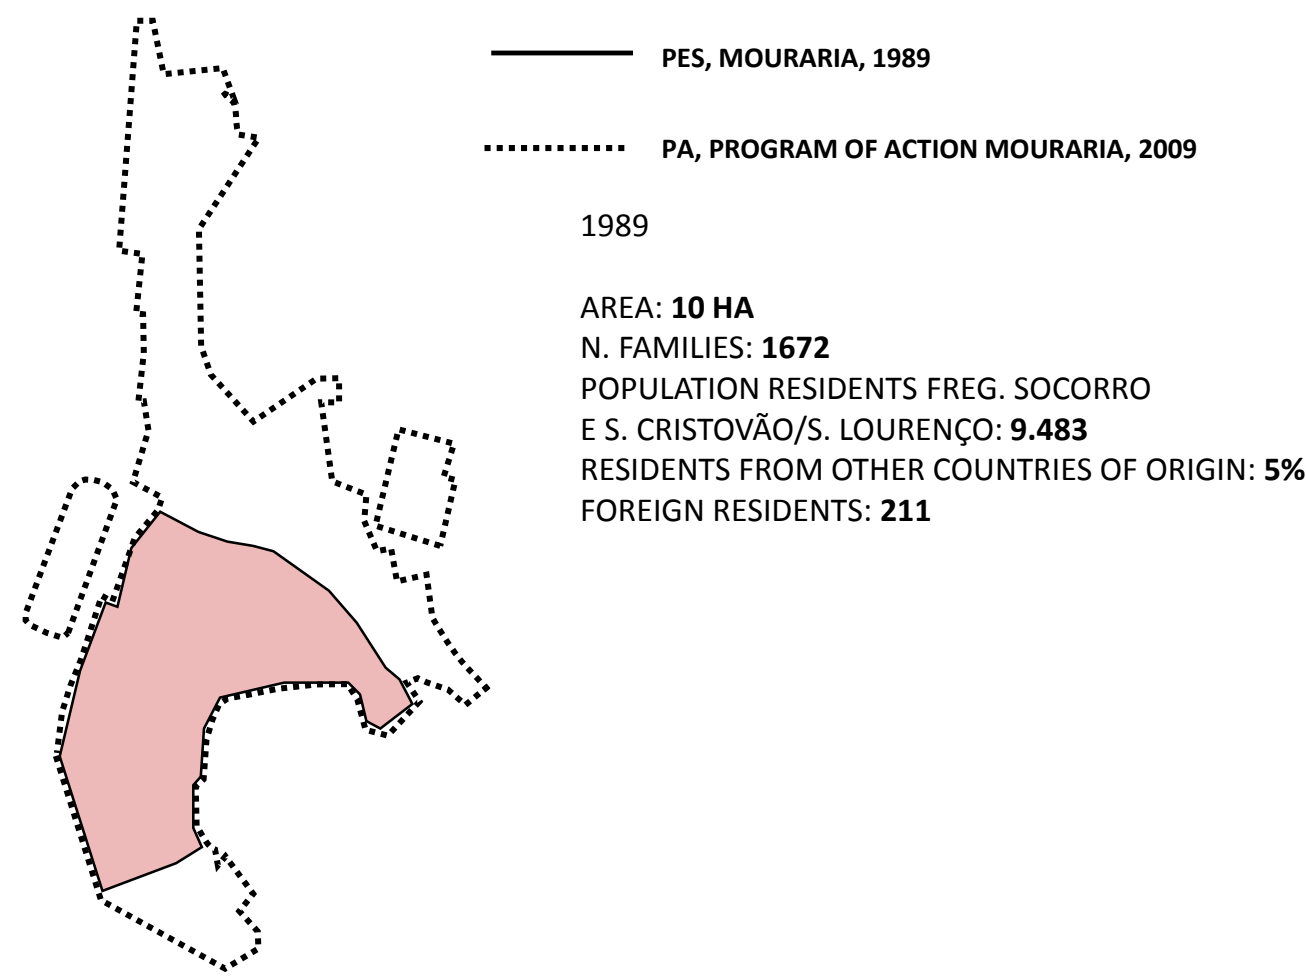 PES, MOURARIA, 1989
PA, PROGRAM OF ACTION MOURARIA, 2009
1989
AREA: 10 HA
N. FAMILIES: 1672
POPULATION RESIDENTS FREG. SOCORRO
E S. CRISTOVÃO/S. LOURENÇO: 9.483
RESIDENTS FROM OTHER COUNTRIES OF ORIGIN: 5%
FOREIGN RESIDENTS: 211